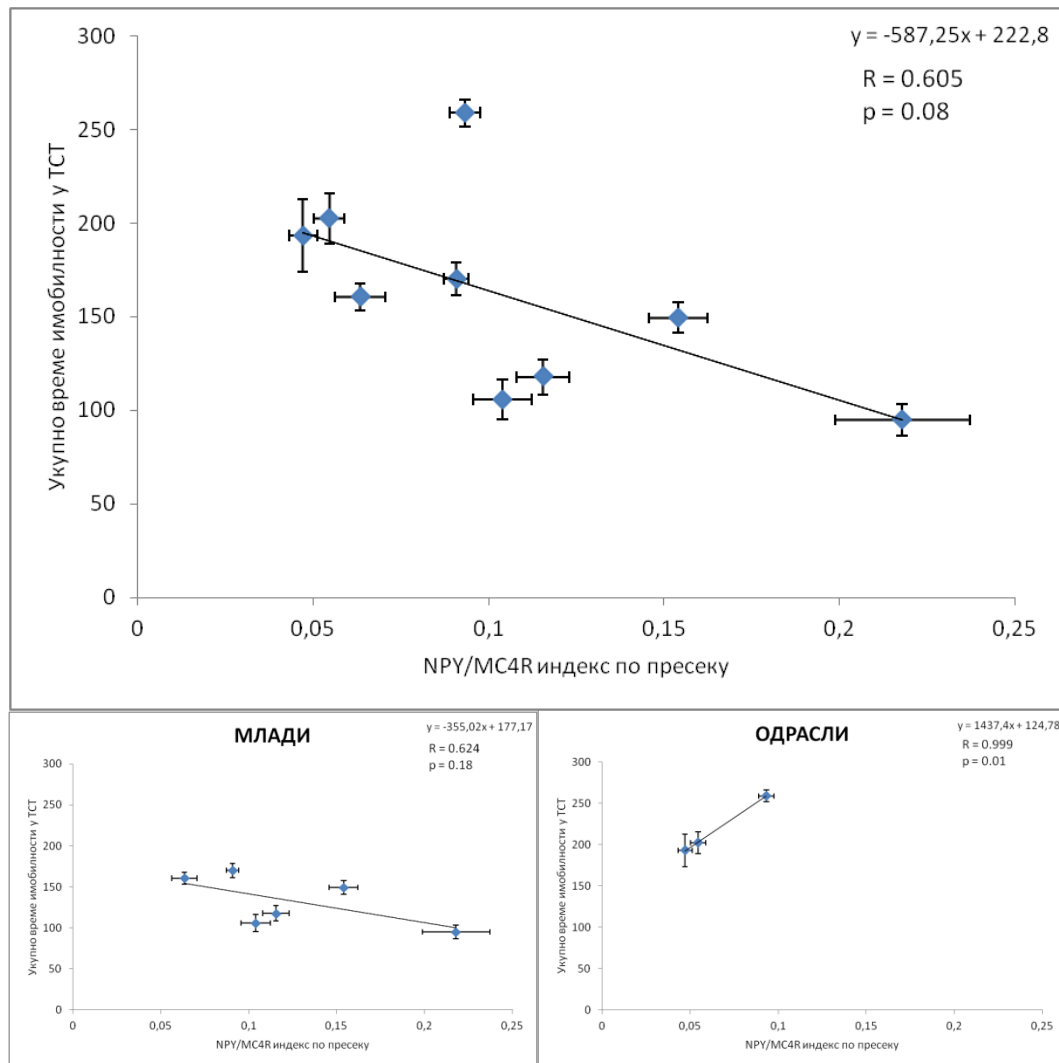 y = -587,25x + 222,8
R = 0.605
p = 0.08
Укупно време имобилности у ТСТ
300
250
200
150
100
50
0
0 0,05 0,1 0,15 0,2 0,25
NPY/MC4R индекс по пресеку
МЛАДИ
y = -355,02x + 177,17
R = 0.624
p = 0.18
Укупно време имобилности у ТСТ
300
250
200
150
100
50
0
0 0,05 0,1 0,15 0,2 0,25
NPY/MC4R индекс по пресеку
ОДРАСЛИ
y = 1437,4x + 124,78
R = 0.999
p = 0.01
Укупно време имобилности у ТСТ
300
250
200
150
100
50
0
0 0,05 0,1 0,15 0,2 0,25
NPY/MC4R индекс по пресеку